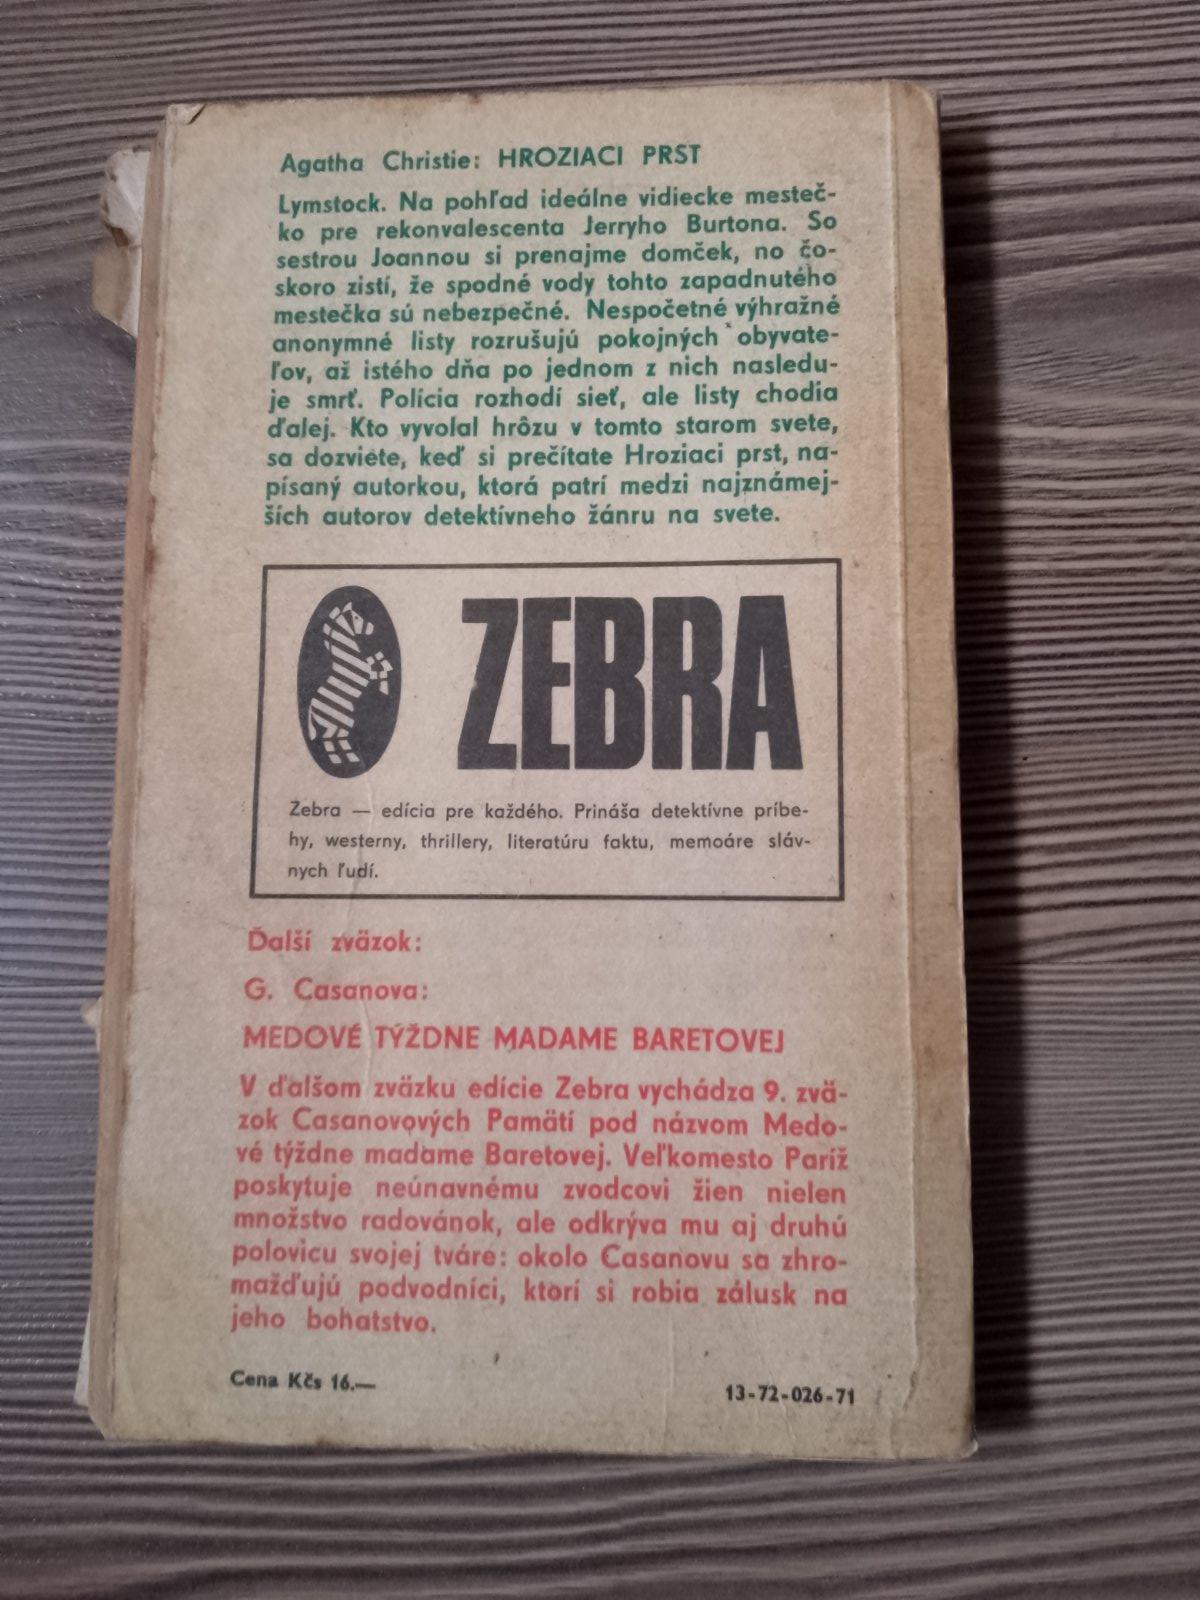 Agatha Christie: HROZIACI PRST
Lymstock. Na pohľad ideálne vidiecke mesteč-
ko pre rekonvalescenta Jerryho Burtona. So
sestrou Joannou si prenajme domček, no čo-
skoro zistí, že spodné vody tohto zapadnutého
mestečka sú nebezpečné. Nespočetné výhražné
anonymné listy rozrušujú pokojných obyvate-
ľov, až istého dňa po jednom z nich nasledu-
je smrť. Polícia rozhodí sieť, ale listy chodia
ďalej. Kto vyvolal hrôzu v tomto starom svete,
sa dozviete, keď si prečítate Hroziaci prst, na-
písaný autorkou, ktorá patrí medzi najznámej-
ších autorov detektívneho žánru na svete.
ZEBRA
Zebra — edícia pre každého. Prináša detektívne príbe-
hy, westerny, thrillery, literatúru faktu, memoáre sláv-
nych ľudí.
Ďalší zväzok:
G. Casanova:
MEDOVÉ TÝŽDNE MADAME BARETOVEJ
V ďalšom zväzku edície Zebra vychádza 9. zvä-
zok Casanovových Pamätí pod názvom Medo-
vé týždne madame Baretovej. Veľkomesto Paríž
poskytuje neúnavnému zvodcovi žien nielen
množstvo radovánok, ale odkrýva mu aj druhú
polovicu svojej tváre: okolo Casanovu sa zhro-
mažďujú podvodníci, ktorí si robia zálusk na
jeho bohatstvo.
Cena Kčs 16.—
13-72-026-71